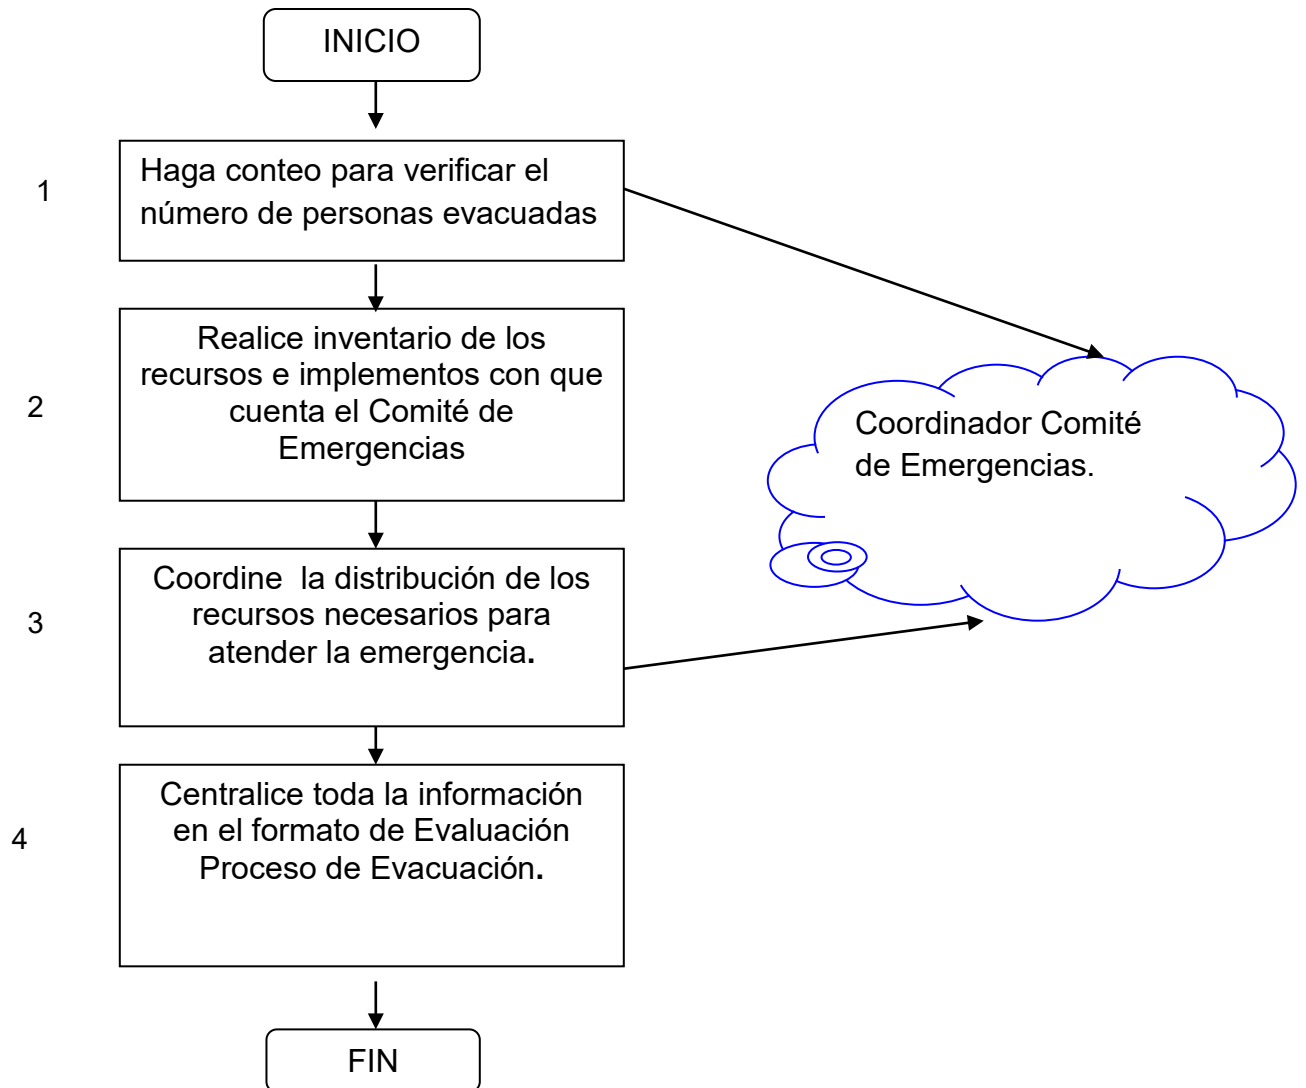 INICIO
1
Haga conteo para verificar el
número de personas evacuadas
2
Realice inventario de los
recursos e implementos con que
cuenta el Comité de
Emergencias
Coordinador Comité
de Emergencias.
3
Coordine  la distribución de los
recursos necesarios para
atender la emergencia.
4
Centralice toda la información
en el formato de Evaluación
Proceso de Evacuación.
FIN